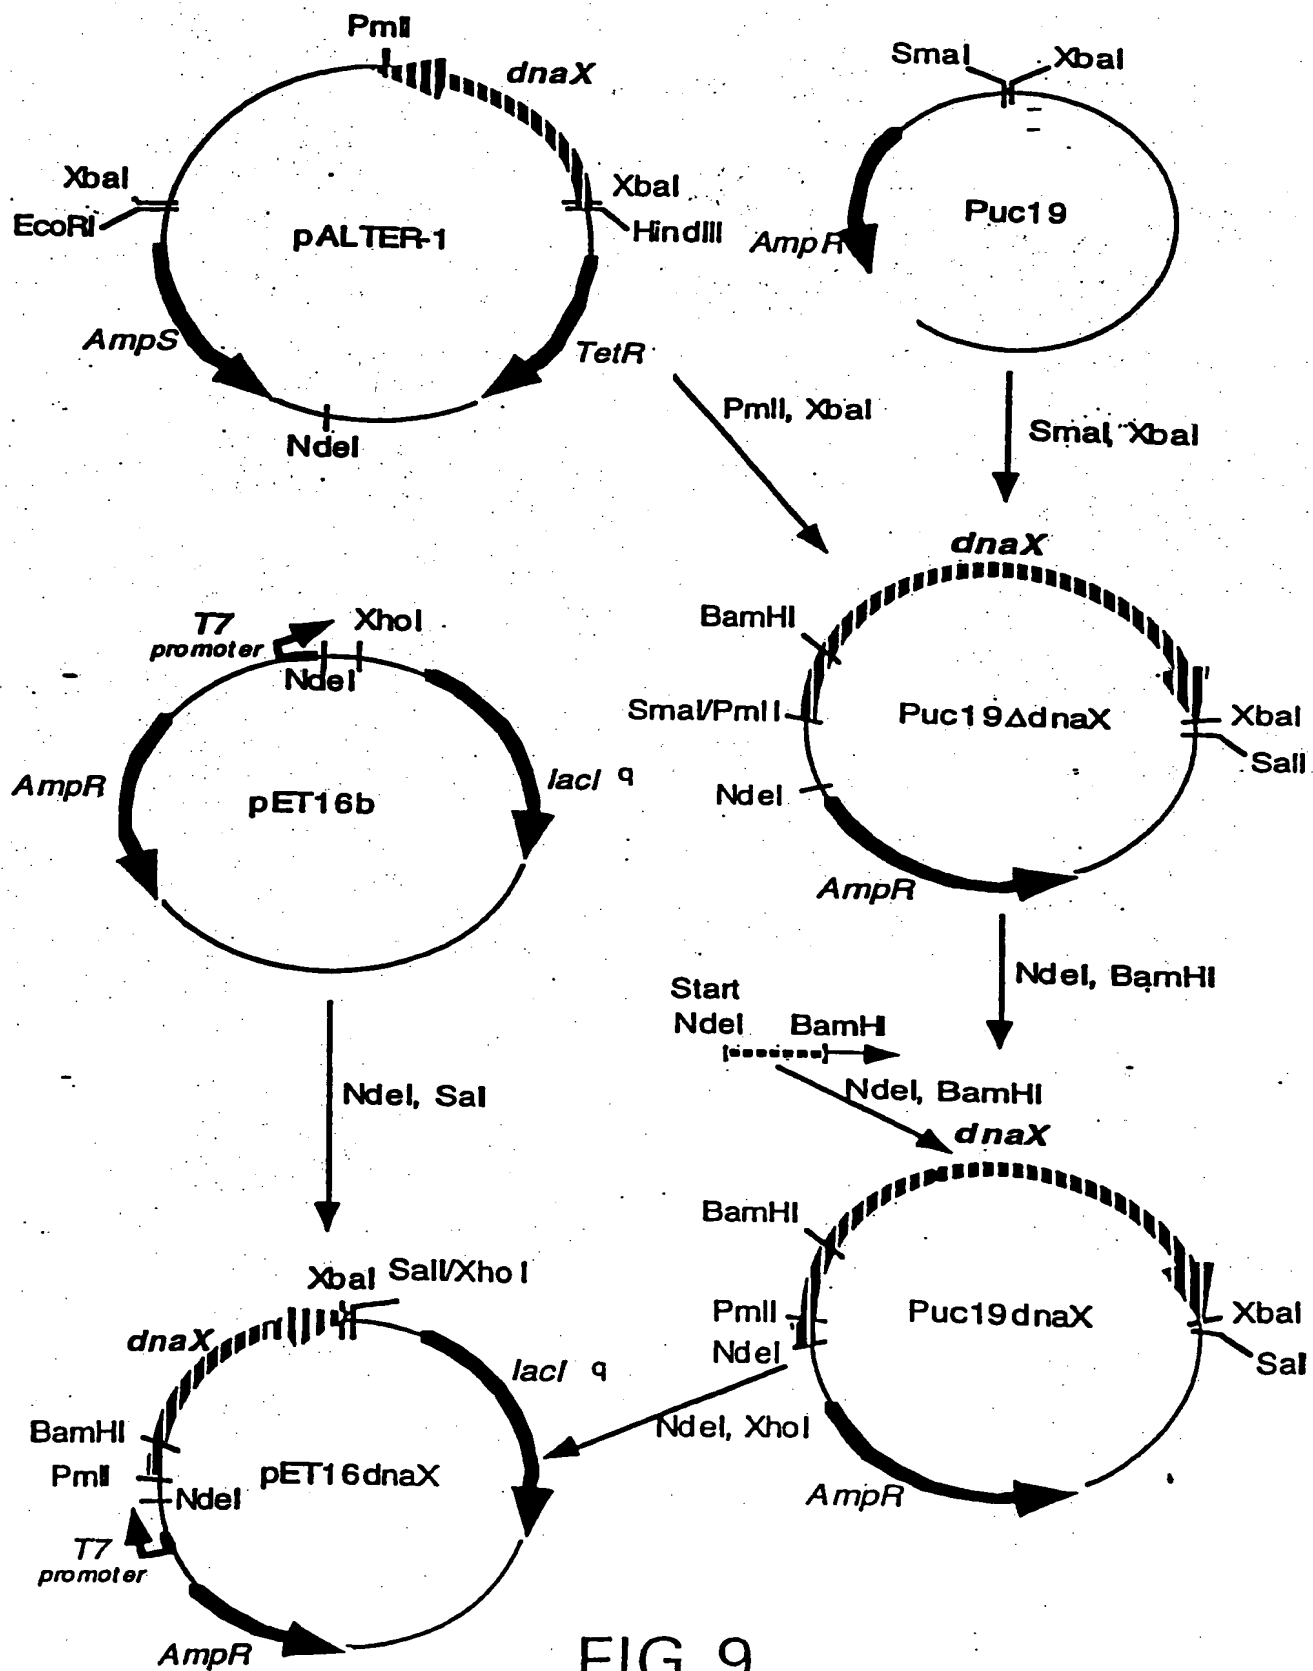 PmlI
dnaX
XbaI
EcoRI
pALTER-1
XbaI
HindIII
AmpS
TetR
NdeI
SmaI
XbaI
Puc19
AmpR
PmlI, XbaI
SmaI, XbaI
dnaX
BamHI
SmaI/PmlI
Puc19ΔdnaX
XbaI
SalI
NdeI
AmpR
T7
promoter
XhoI
NdeI
AmpR
pET16b
lacI q
NdeI, BamHI
Start
NdeI
BamHI
NdeI, BamHI
NdeI, SalI
dnaX
BamHI
PmlI
NdeI
Puc19dnaX
XbaI
SalI
AmpR
NdeI, XhoI
XbaI
SalI/XhoI
dnaX
lacI q
BamHI
PmlI
NdeI
pET16dnaX
T7
promoter
AmpR
FIG. 9